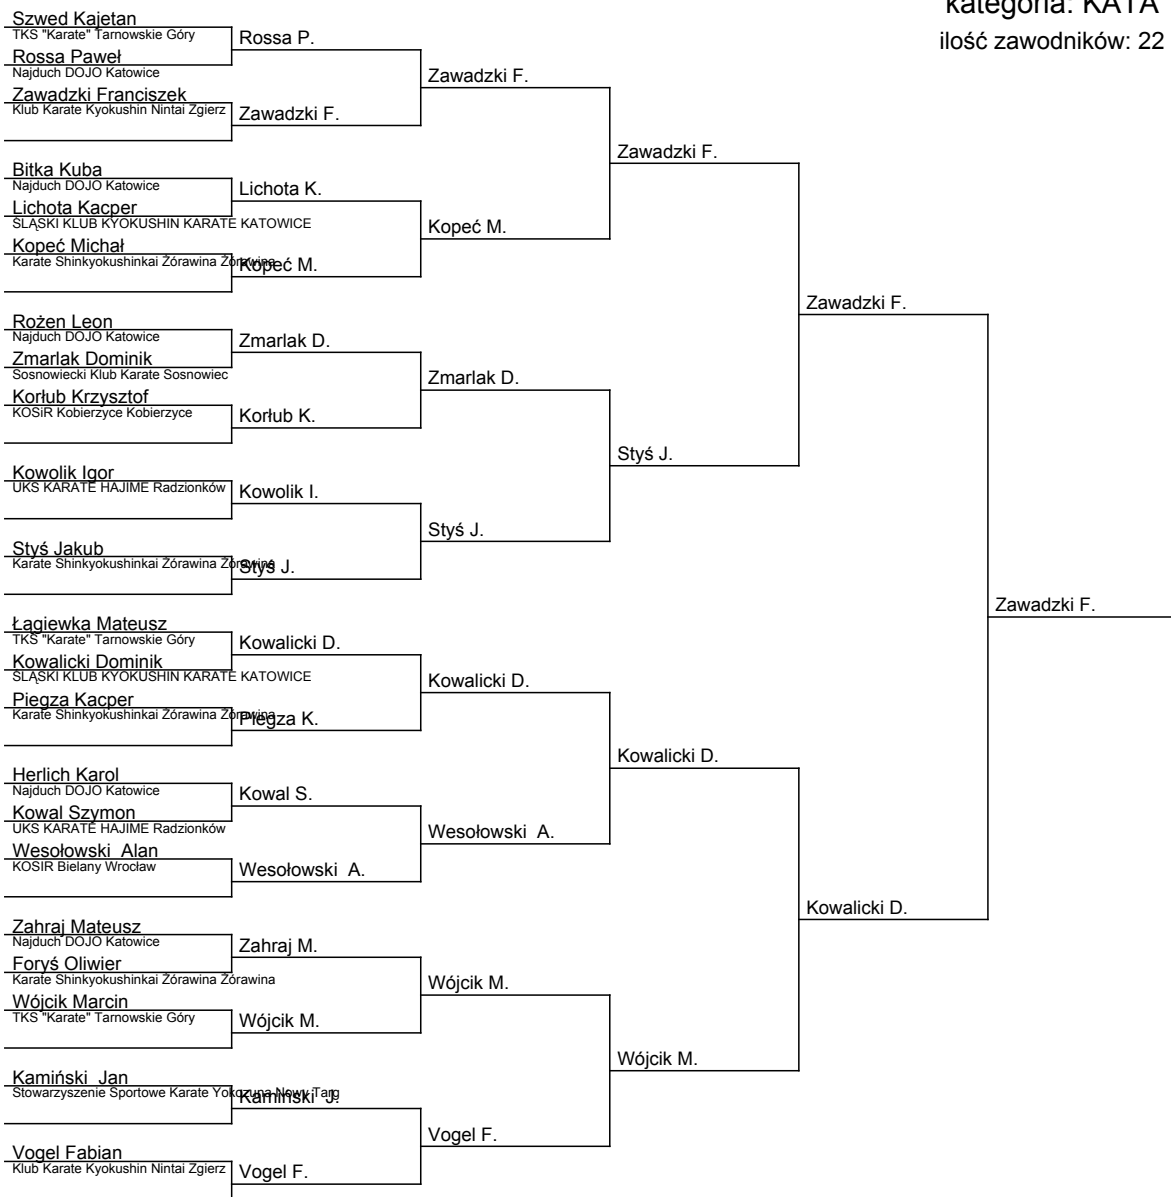 kategoria: KATA
ilość zawodników: 22
Szwed Kajetan
TKS "Karate" Tarnowskie Góry
Rossa P.
Rossa Paweł
Najduch DOJO Katowice
Zawadzki F.
Zawadzki Franciszek
Klub Karate Kyokushin Nintai Zgierz
Zawadzki F.
Zawadzki F.
Bitka Kuba
Najduch DOJO Katowice
Lichota K.
Lichota Kacper
ŚLĄSKI KLUB KYOKUSHIN KARATE KATOWICE
Kopeć M.
Kopeć Michał
Karate Shinkyokushinkai Żórawina Żórawina
Kopeć M.
Zawadzki F.
Rożen Leon
Najduch DOJO Katowice
Zmarlak D.
Zmarlak Dominik
Sosnowiecki Klub Karate Sosnowiec
Zmarlak D.
Korłub Krzysztof
KOSiR Kobierzyce Kobierzyce
Korłub K.
Styś J.
Kowolik Igor
UKS KARATE HAJIME Radzionków
Kowolik I.
Styś J.
Styś Jakub
Karate Shinkyokushinkai Żórawina Żórawina
Styś J.
Zawadzki F.
Łągiewka Mateusz
TKS "Karate" Tarnowskie Góry
Kowalicki D.
Kowalicki Dominik
ŚLĄSKI KLUB KYOKUSHIN KARATE KATOWICE
Kowalicki D.
Piegza Kacper
Karate Shinkyokushinkai Żórawina Żórawina
Piegza K.
Kowalicki D.
Herlich Karol
Najduch DOJO Katowice
Kowal S.
Kowal Szymon
UKS KARATE HAJIME Radzionków
Wesołowski A.
Wesołowski Alan
KOSIR Bielany Wrocław
Wesołowski A.
Kowalicki D.
Zahraj Mateusz
Najduch DOJO Katowice
Zahraj M.
Foryś Oliwier
Karate Shinkyokushinkai Żórawina Żórawina
Wójcik M.
Wójcik Marcin
TKS "Karate" Tarnowskie Góry
Wójcik M.
Wójcik M.
Kamiński Jan
Stowarzyszenie Sportowe Karate Yokozuna Nowy Targ
Kamiński J.
Vogel F.
Vogel Fabian
Klub Karate Kyokushin Nintai Zgierz
Vogel F.